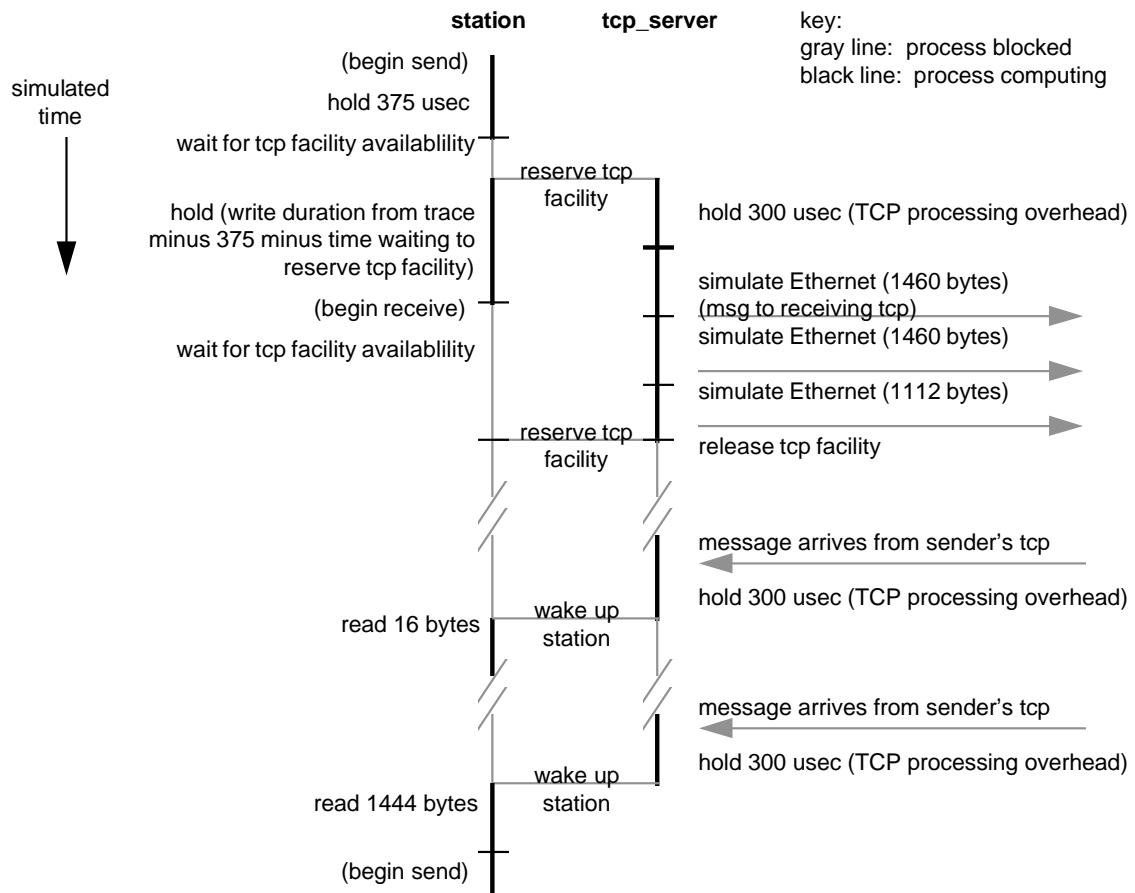 station
tcp_server
key:
gray line:  process blocked
black line:  process computing
simulated
time
(begin send)
hold 375 usec
wait for tcp facility availablility
reserve tcp
facility
hold (write duration from trace
minus 375 minus time waiting to
reserve tcp facility)
hold 300 usec (TCP processing overhead)
simulate Ethernet (1460 bytes)
(msg to receiving tcp)
(begin receive)
wait for tcp facility availablility
simulate Ethernet (1460 bytes)
simulate Ethernet (1112 bytes)
reserve tcp
facility
release tcp facility
message arrives from sender's tcp
hold 300 usec (TCP processing overhead)
wake up
station
read 16 bytes
message arrives from sender's tcp
hold 300 usec (TCP processing overhead)
wake up
station
read 1444 bytes
(begin send)